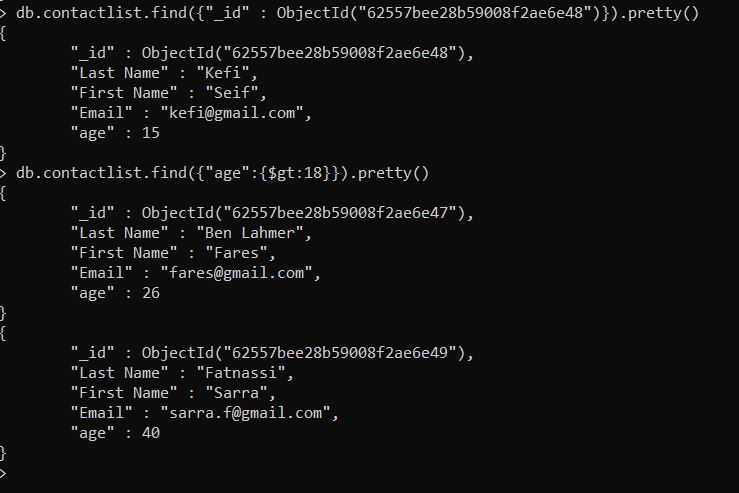 > db.contactlist.find({"_id" : ObjectId("62557bee28b59008f2ae6e48")}).pretty()
{
"_id" : ObjectId("62557bee28b59008f2ae6e48"),
"Last Name" : "Kefi",
"First Name" : "Seif",
"Email" : "kefi@gmail.com",
"age" : 15
}
> db.contactlist.find({"age":{$gt:18}}).pretty()
{
"_id" : ObjectId("62557bee28b59008f2ae6e47"),
"Last Name" : "Ben Lahmer",
"First Name" : "Fares",
"Email" : "fares@gmail.com",
"age" : 26
}
{
"_id" : ObjectId("62557bee28b59008f2ae6e49"),
"Last Name" : "Fatnassi",
"First Name" : "Sarra",
"Email" : "sarra.f@gmail.com",
"age" : 40
}
>